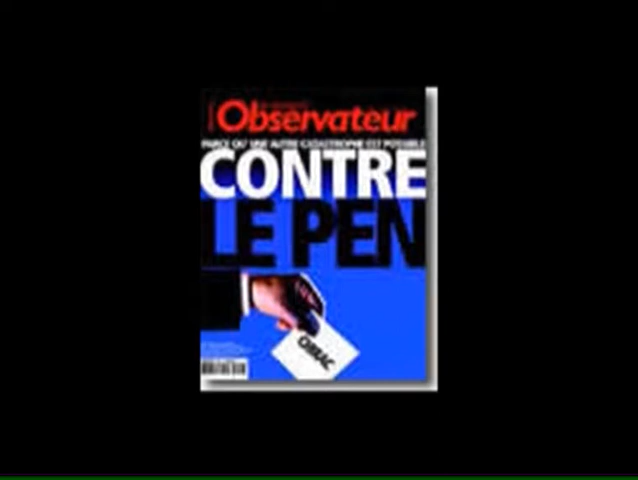 Observateur
PARCE QU'UNE AUTRE CATASTROPHE EST POSSIBLE
CONTRE
LE PEN
CHIRAC